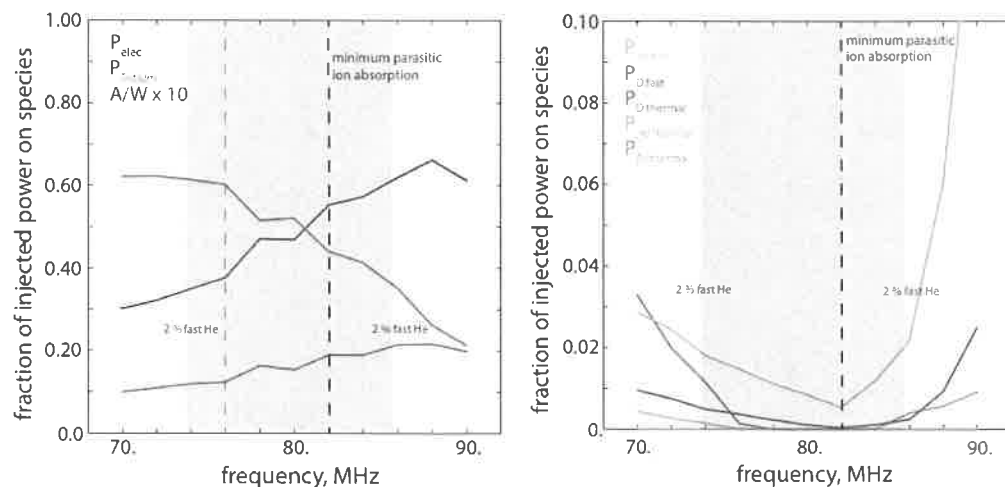 fraction of injected power on species
1.00
0.80
0.60
0.40
0.20
0.0
P elec
P
A/W x 10
minimum parasitic
ion absorption
2 % fast He
2 % fast He
70.
80.
90.
frequency, MHz
fraction of injected power on species
0.10
0.08
0.06
0.04
0.02
0.
P
P D fast
P D thermal
P
P
minimum parasitic
ion absorption
2 % fast He
2 % fast He
70.
80.
90.
frequency, MHz